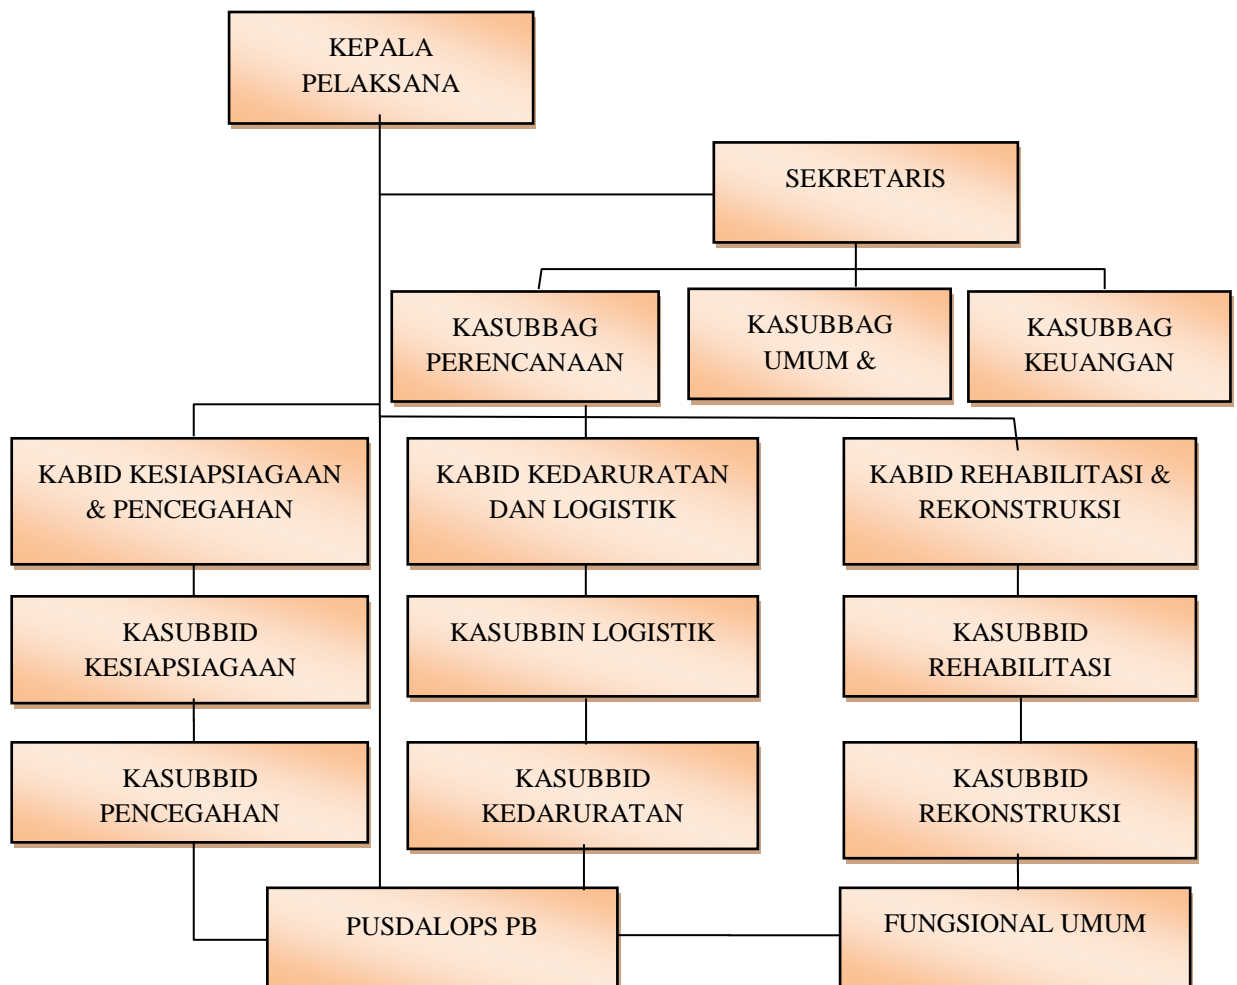 KEPALA
PELAKSANA
SEKRETARIS
KASUBBAG
PERENCANAAN
KASUBBAG
UMUM &
KASUBBAG
KEUANGAN
KABID KESIAPSIAGAAN
& PENCEGAHAN
KABID KEDARURATAN
DAN LOGISTIK
KABID REHABILITASI &
REKONSTRUKSI
KASUBBID
KESIAPSIAGAAN
KASUBBIN LOGISTIK
KASUBBID
REHABILITASI
KASUBBID
PENCEGAHAN
KASUBBID
KEDARURATAN
KASUBBID
REKONSTRUKSI
PUSDALOPS PB
FUNGSIONAL UMUM